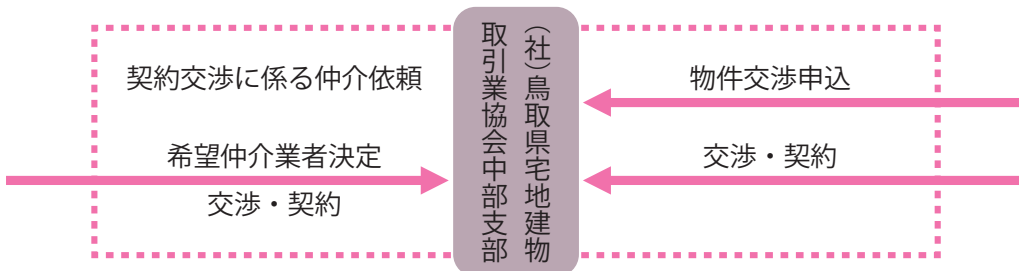 契約交渉に係る仲介依頼
希望仲介業者決定
交渉・契約
（社）鳥取県宅地建物
取引業協会中部支部
物件交渉申込
交渉・契約